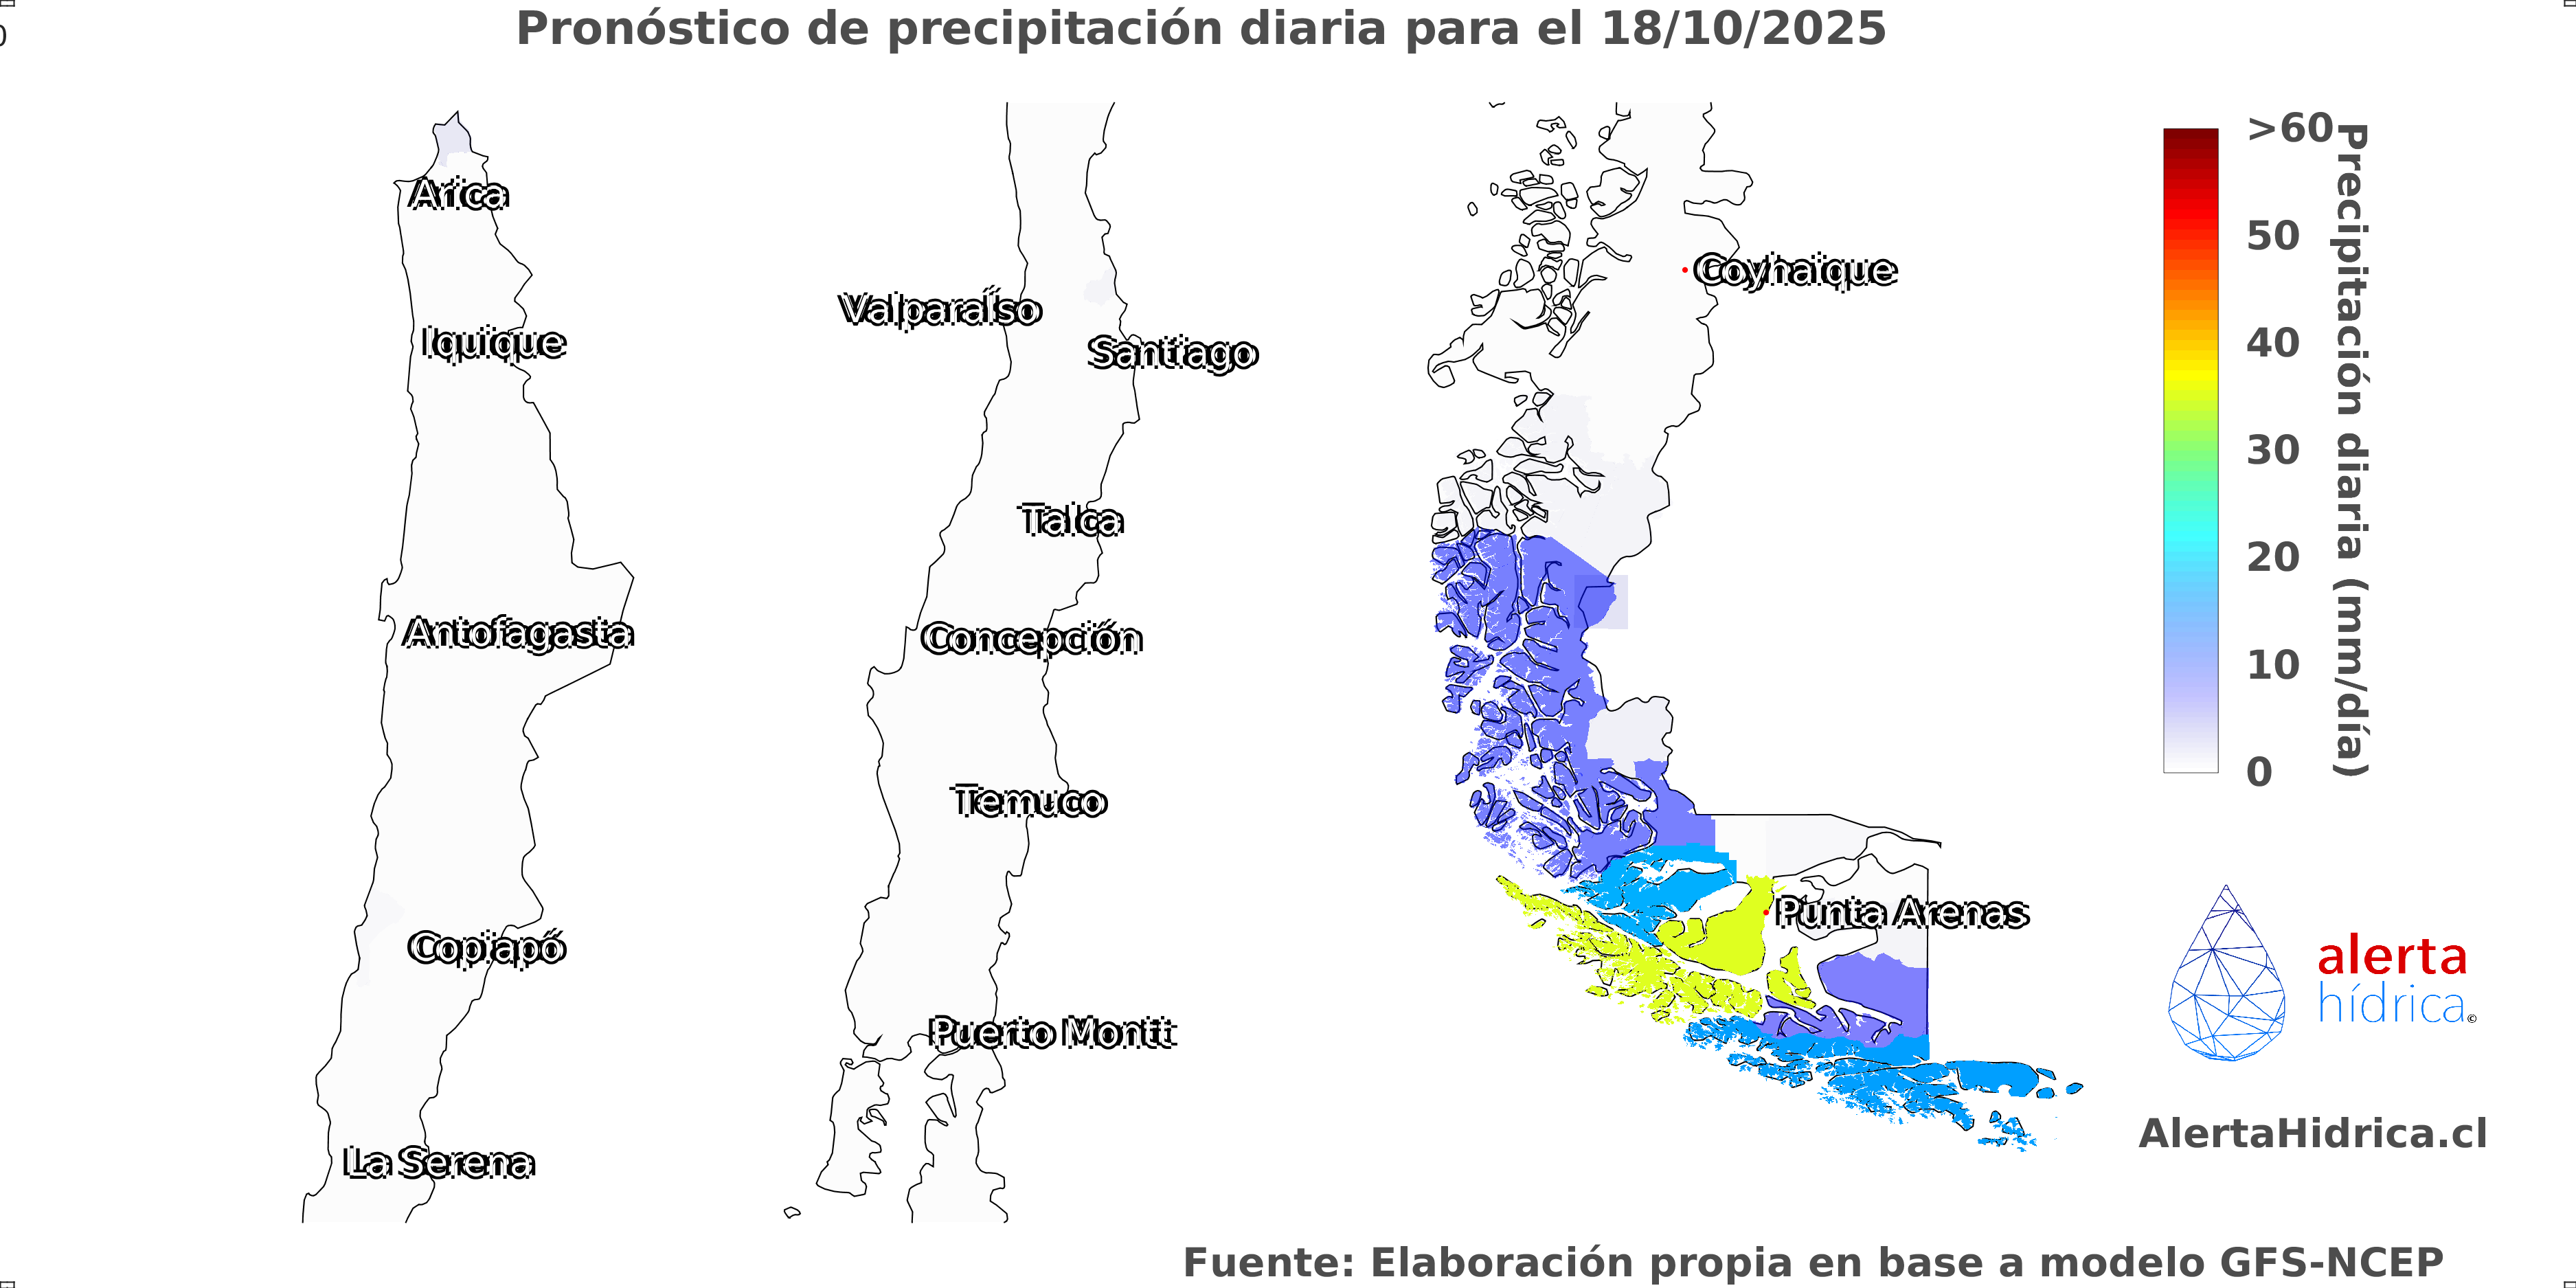 Pronóstico de precipitación diaria para el 18/10/2025
0
Arica
Iquique
Antofagasta
Copiapó
La Serena
Valparaíso
Santiago
Talca
Concepción
Temuco
Puerto Montt
Coyhaique
Punta Arenas
>60
50
40
30
20
10
0
Precipitación diaria (mm/día)
alerta
hídrica©
AlertaHidrica.cl
Fuente: Elaboración propia en base a modelo GFS-NCEP